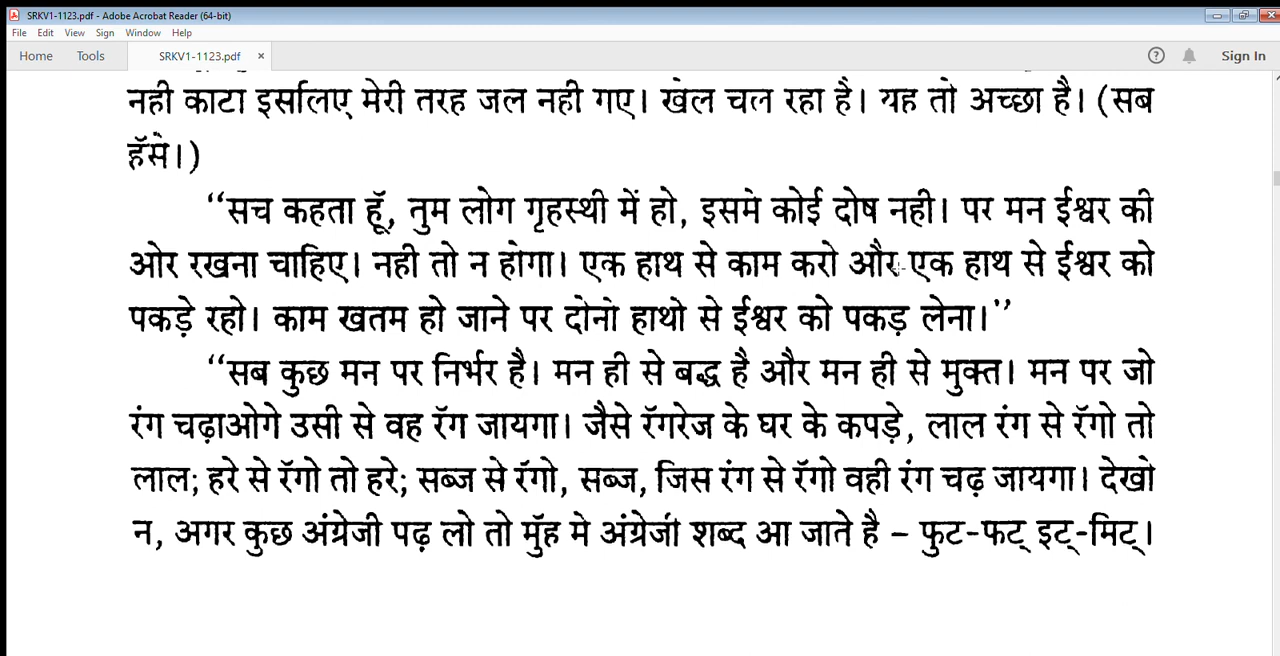 SRKV1-1123.pdf - Adobe Acrobat Reader (64-bit)
File Edit View Sign Window Help
Home Tools SRKV1-1123.pdf × ? Sign In
नही काटा इसलिए मेरी तरह जल नही गए। खेल चल रहा है। यह तो अच्छा है। (सब
हॅसे।)
“सच कहता हूॅ, तुम लोग गृहस्थी में हो, इसमे कोई दोष नही। पर मन ईश्वर की
ओर रखना चाहिए। नही तो न होगा। एक हाथ से काम करो और एक हाथ से ईश्वर को
पकड़े रहो। काम खतम हो जाने पर दोनो हाथो से ईश्वर को पकड़ लेना।”
“सब कुछ मन पर निर्भर है। मन ही से बद्ध है और मन ही से मुक्त। मन पर जो
रंग चढ़ाओगे उसी से वह रॅग जायगा। जैसे रॅगरेज के घर के कपड़े, लाल रंग से रॅगो तो
लाल; हरे से रॅगो तो हरे; सब्ज से रॅगो, सब्ज, जिस रंग से रॅगो वही रंग चढ़ जायगा। देखो
न, अगर कुछ अंग्रेजी पढ़ लो तो मुॅह मे अंग्रेजी शब्द आ जाते है – फुट-फट् इट्-मिट्।